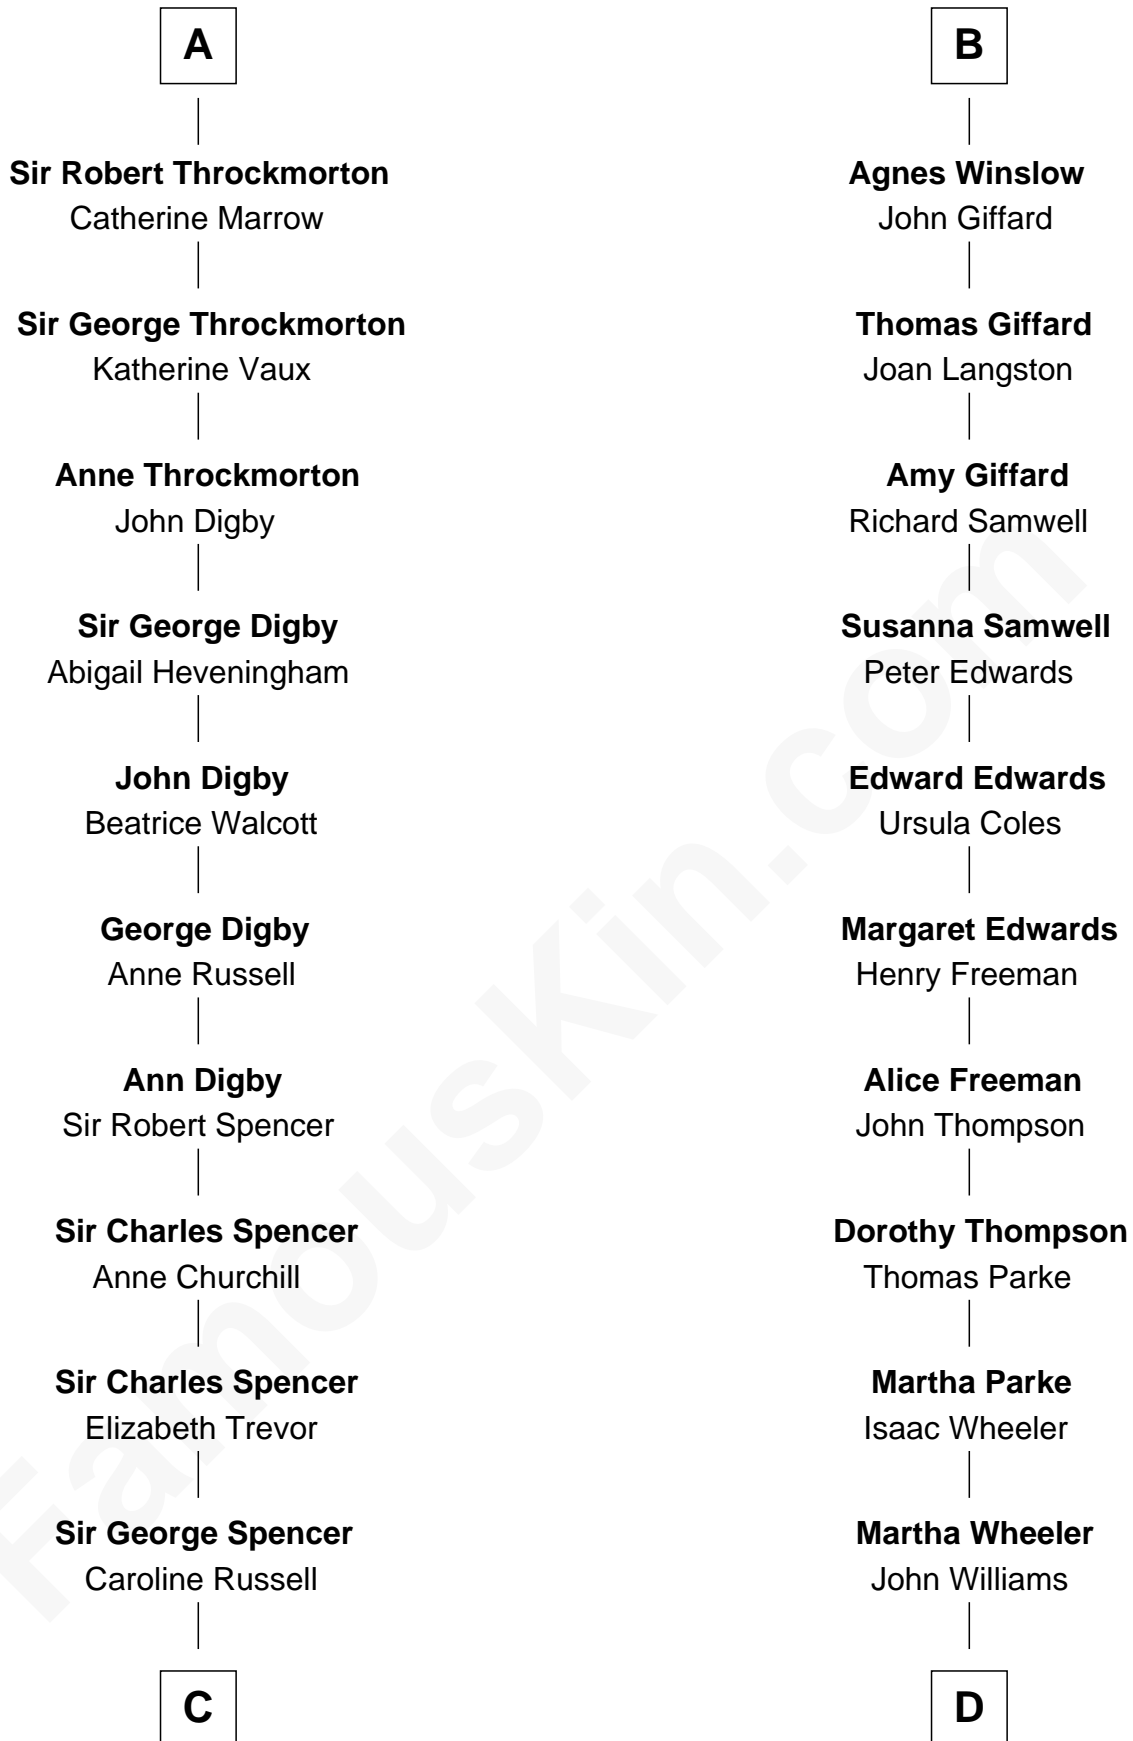 A
Sir Robert Throckmorton
Catherine Marrow
Sir George Throckmorton
Katherine Vaux
Anne Throckmorton
John Digby
Sir George Digby
Abigail Heveningham
John Digby
Beatrice Walcott
George Digby
Anne Russell
Ann Digby
Sir Robert Spencer
Sir Charles Spencer
Anne Churchill
Sir Charles Spencer
Elizabeth Trevor
Sir George Spencer
Caroline Russell
C
B
Agnes Winslow
John Giffard
Thomas Giffard
Joan Langston
Amy Giffard
Richard Samwell
Susanna Samwell
Peter Edwards
Edward Edwards
Ursula Coles
Margaret Edwards
Henry Freeman
Alice Freeman
John Thompson
Dorothy Thompson
Thomas Parke
Martha Parke
Isaac Wheeler
Martha Wheeler
John Williams
D
FamousKin.com